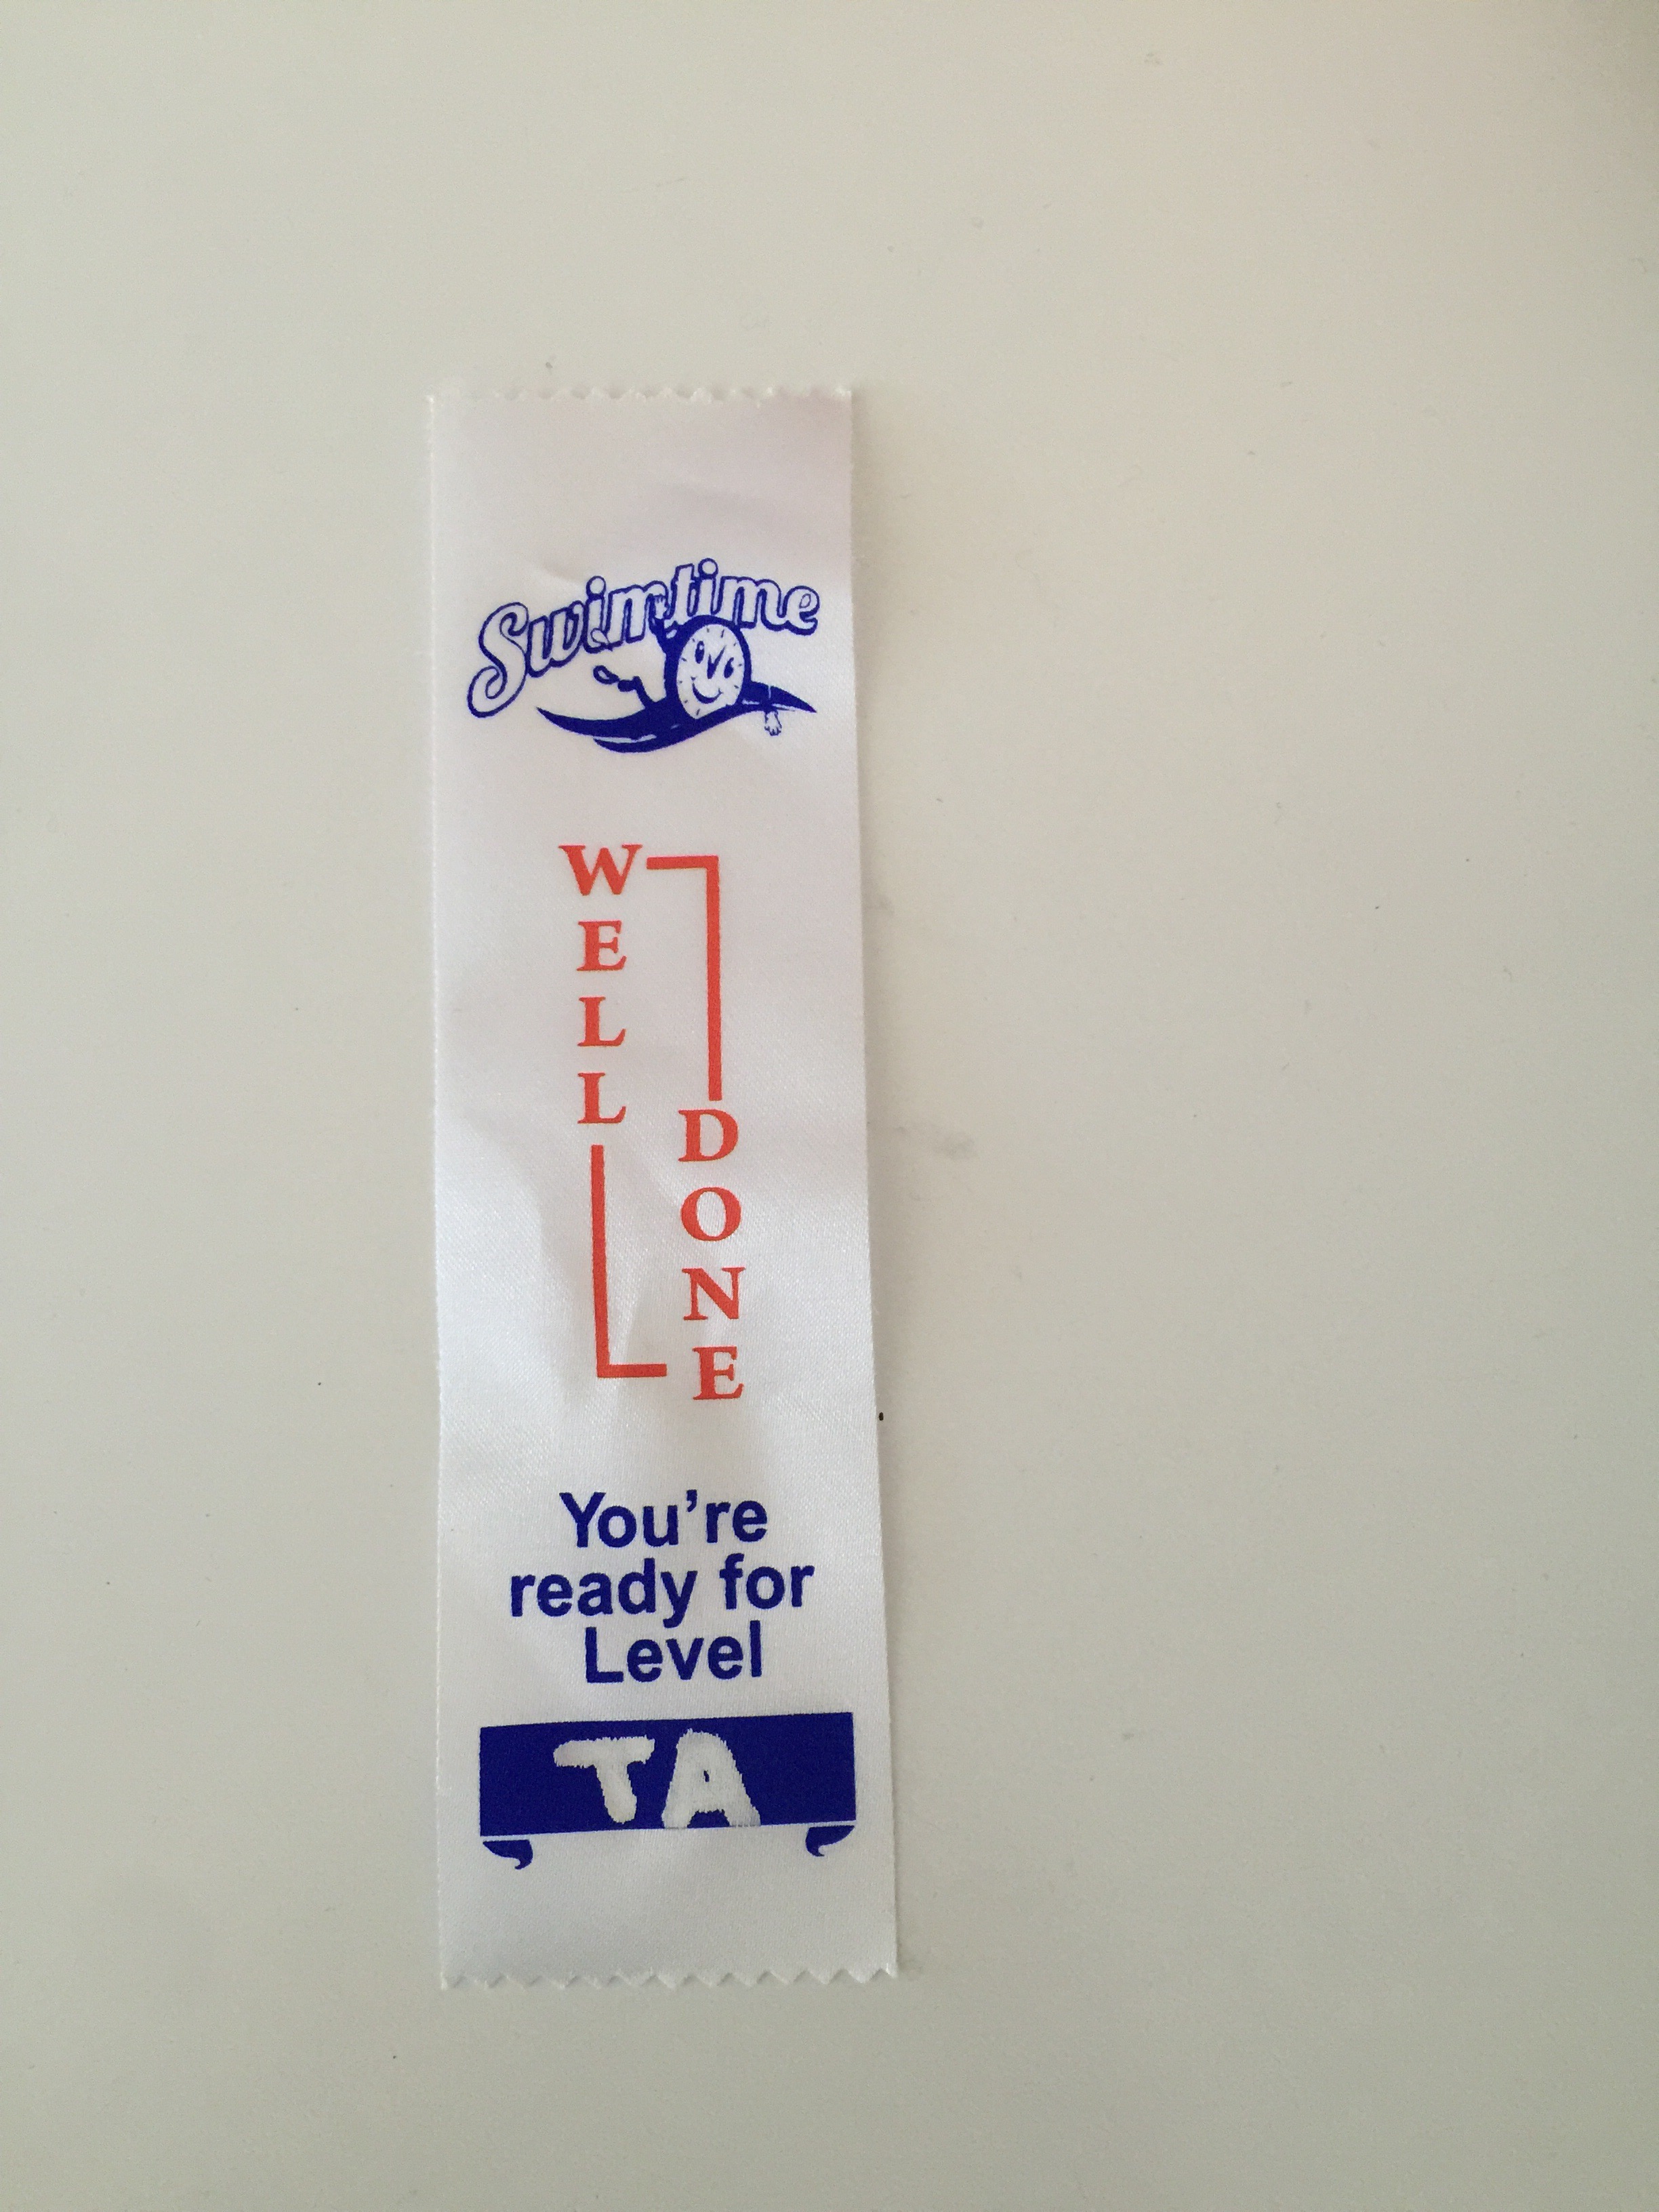 Swimtime
WELL
DONE
You're
ready for
Level
TA